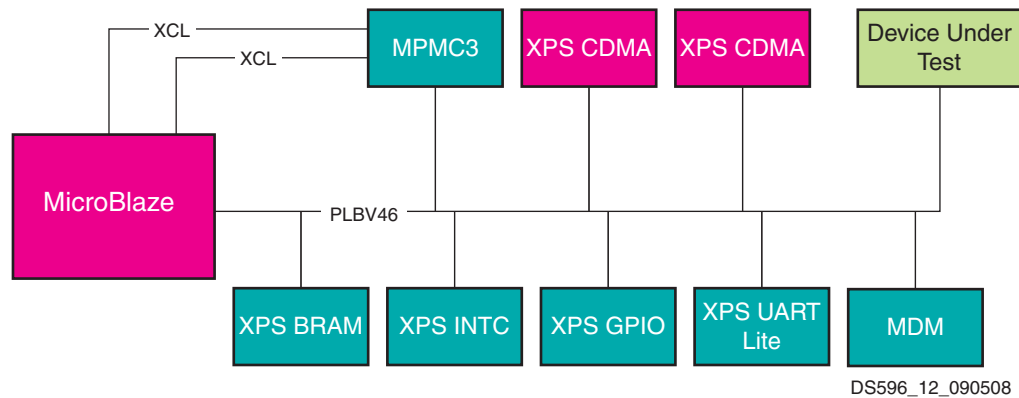 XCL
MPMC3
XPS CDMA
XPS CDMA
Device Under
Test
XCL
MicroBlaze
PLBV46
XPS BRAM
XPS INTC
XPS GPIO
XPS UART
Lite
MDM
DS596_12_090508